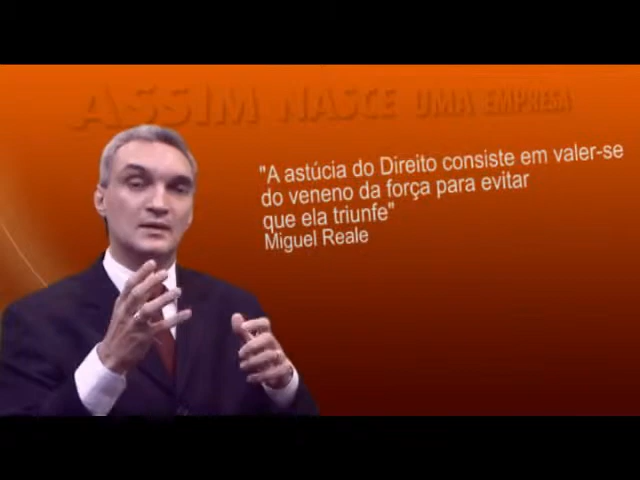 ASSIM NASCE UMA EMPRESA
"A astúcia do Direito consiste em valer-se
do veneno da força para evitar
que ela triunfe"
Miguel Reale